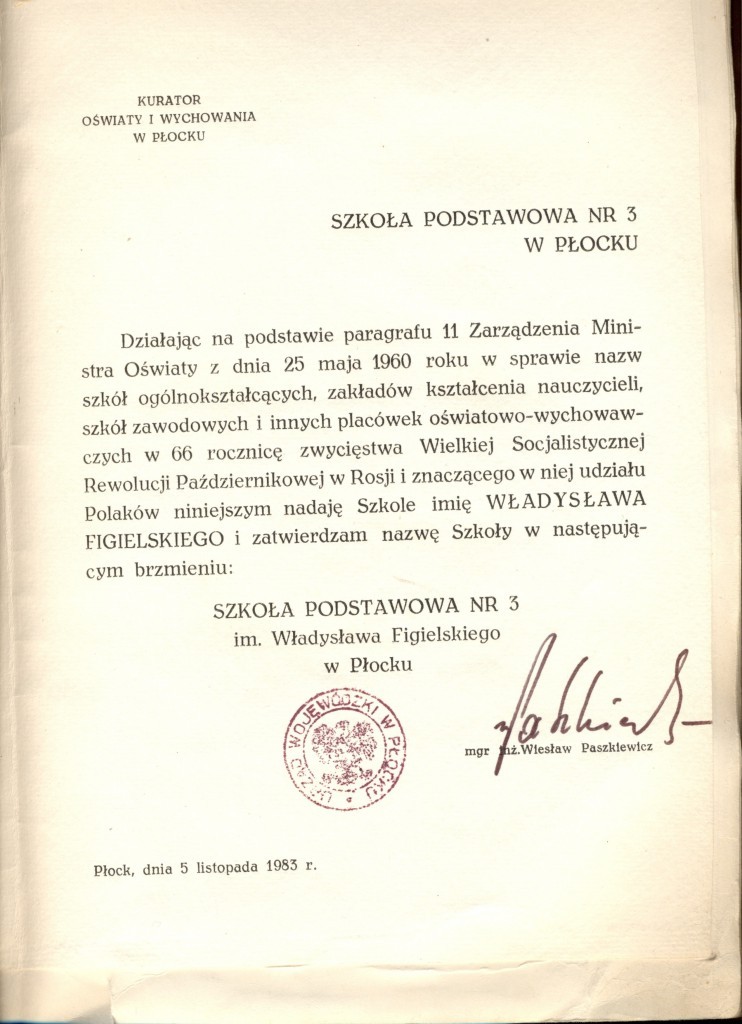 KURATOR
OŚWIATY I WYCHOWANIA
W PŁOCKU
SZKOŁA PODSTAWOWA NR 3
W PŁOCKU
Działając na podstawie paragrafu 11 Zarządzenia Mini-
stra Oświaty z dnia 25 maja 1960 roku w sprawie nazw
szkół ogólnokształcących, zakładów kształcenia nauczycieli,
szkół zawodowych i innych placówek oświatowo-wychowaw-
czych w 66 rocznicę zwycięstwa Wielkiej Socjalistycznej
Rewolucji Październikowej w Rosji i znaczącego w niej udziału
Polaków niniejszym nadaję Szkole imię WŁADYSŁAWA
FIGIELSKIEGO i zatwierdzam nazwę Szkoły w następują-
cym brzmieniu:
SZKOŁA PODSTAWOWA NR 3
im. Władysława Figielskiego
w Płocku
URZĄD WOJEWÓDZKI W PŁOCKU
mgr inż.Wiesław Paszkiewicz
Płock, dnia 5 listopada 1983 r.